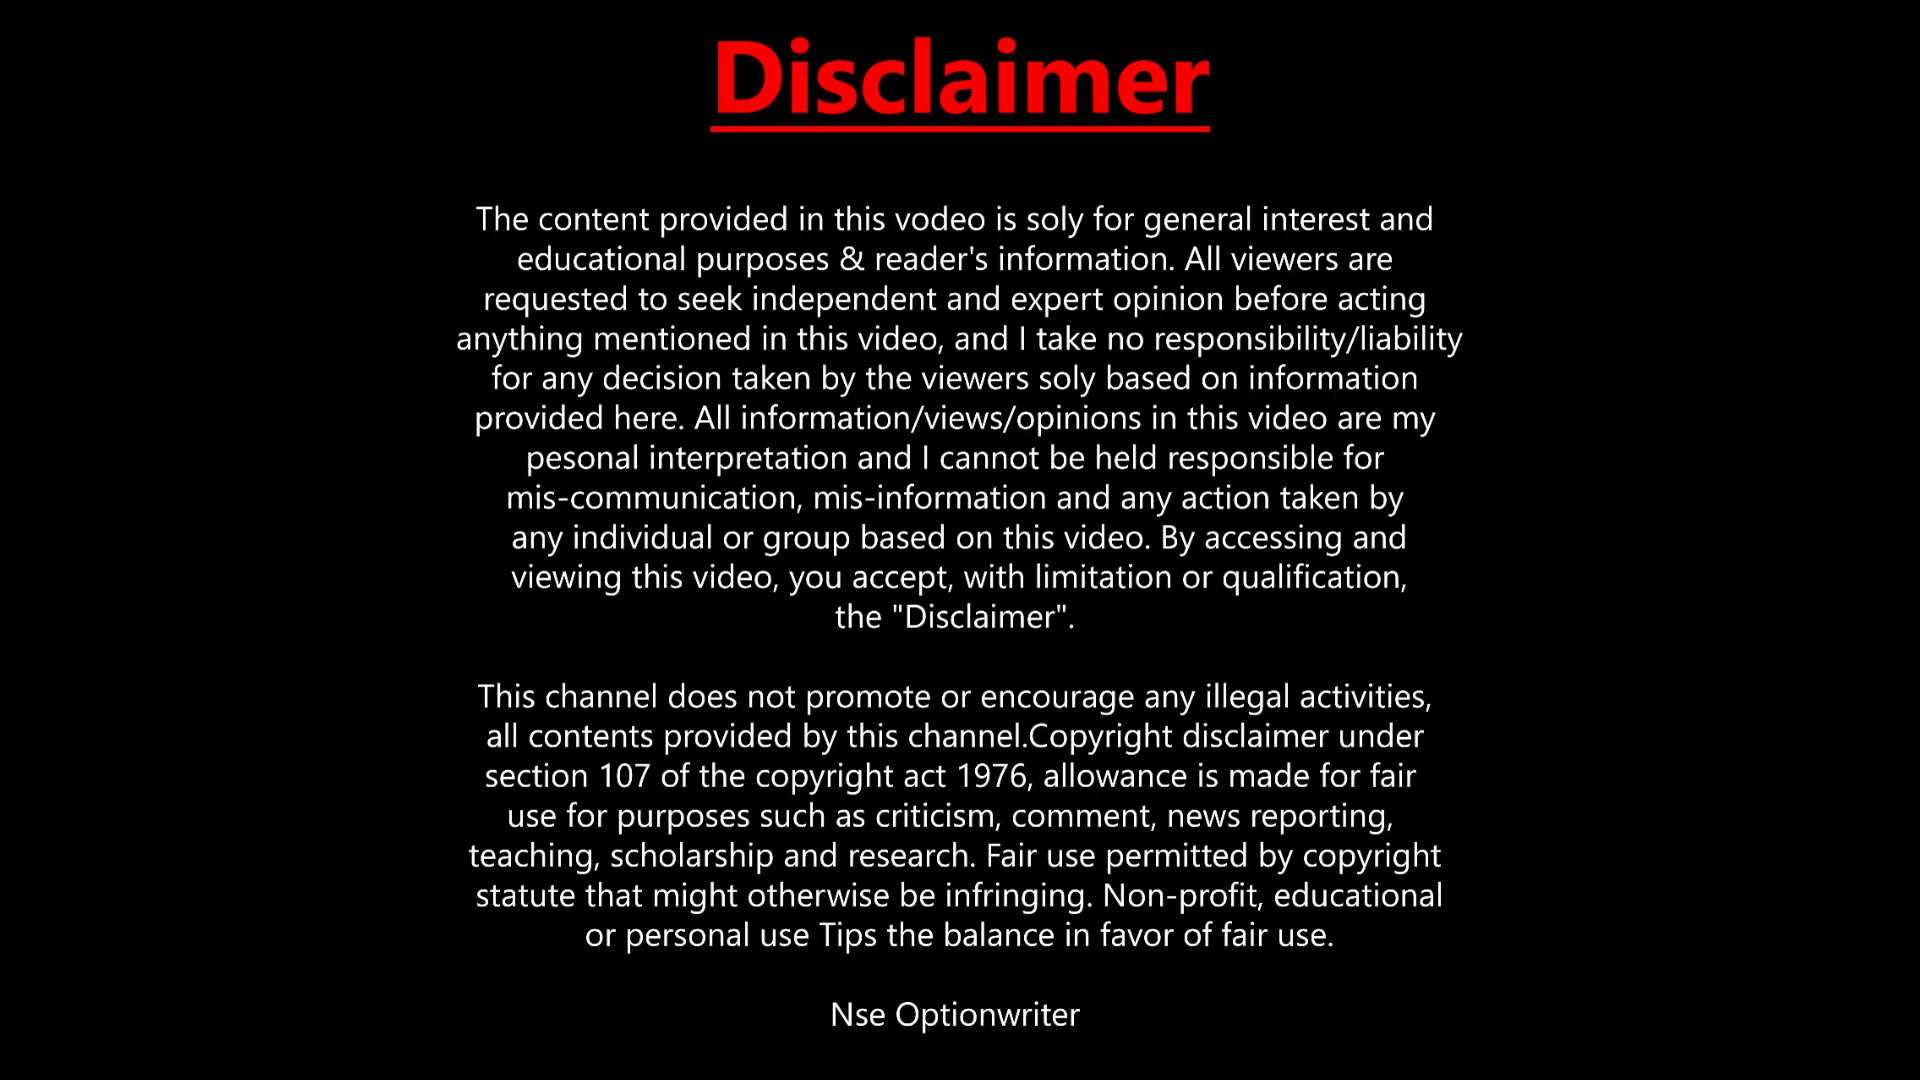 Disclaimer
The content provided in this vodeo is soly for general interest and
educational purposes & reader's information. All viewers are
requested to seek independent and expert opinion before acting
anything mentioned in this video, and I take no responsibility/liability
for any decision taken by the viewers soly based on information
provided here. All information/views/opinions in this video are my
pesonal interpretation and I cannot be held responsible for
mis-communication, mis-information and any action taken by
any individual or group based on this video. By accessing and
viewing this video, you accept, with limitation or qualification,
the "Disclaimer".
This channel does not promote or encourage any illegal activities,
all contents provided by this channel.Copyright disclaimer under
section 107 of the copyright act 1976, allowance is made for fair
use for purposes such as criticism, comment, news reporting,
teaching, scholarship and research. Fair use permitted by copyright
statute that might otherwise be infringing. Non-profit, educational
or personal use Tips the balance in favor of fair use.
Nse Optionwriter